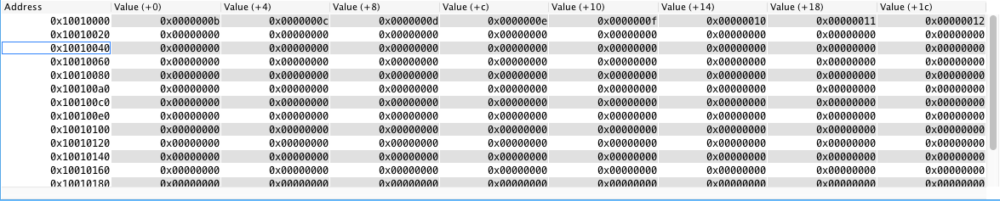 Address Value (+0) Value (+4) Value (+8) Value (+c) Value (+10) Value (+14) Value (+18) Value (+1c)
0x10010000 0x0000000b 0x0000000c 0x0000000d 0x0000000e 0x0000000f 0x00000010 0x00000011 0x00000012
0x10010020 0x00000000 0x00000000 0x00000000 0x00000000 0x00000000 0x00000000 0x00000000 0x00000000
0x10010040 0x00000000 0x00000000 0x00000000 0x00000000 0x00000000 0x00000000 0x00000000 0x00000000
0x10010060 0x00000000 0x00000000 0x00000000 0x00000000 0x00000000 0x00000000 0x00000000 0x00000000
0x10010080 0x00000000 0x00000000 0x00000000 0x00000000 0x00000000 0x00000000 0x00000000 0x00000000
0x100100a0 0x00000000 0x00000000 0x00000000 0x00000000 0x00000000 0x00000000 0x00000000 0x00000000
0x100100c0 0x00000000 0x00000000 0x00000000 0x00000000 0x00000000 0x00000000 0x00000000 0x00000000
0x100100e0 0x00000000 0x00000000 0x00000000 0x00000000 0x00000000 0x00000000 0x00000000 0x00000000
0x10010100 0x00000000 0x00000000 0x00000000 0x00000000 0x00000000 0x00000000 0x00000000 0x00000000
0x10010120 0x00000000 0x00000000 0x00000000 0x00000000 0x00000000 0x00000000 0x00000000 0x00000000
0x10010140 0x00000000 0x00000000 0x00000000 0x00000000 0x00000000 0x00000000 0x00000000 0x00000000
0x10010160 0x00000000 0x00000000 0x00000000 0x00000000 0x00000000 0x00000000 0x00000000 0x00000000
0x10010180 0x00000000 0x00000000 0x00000000 0x00000000 0x00000000 0x00000000 0x00000000 0x00000000